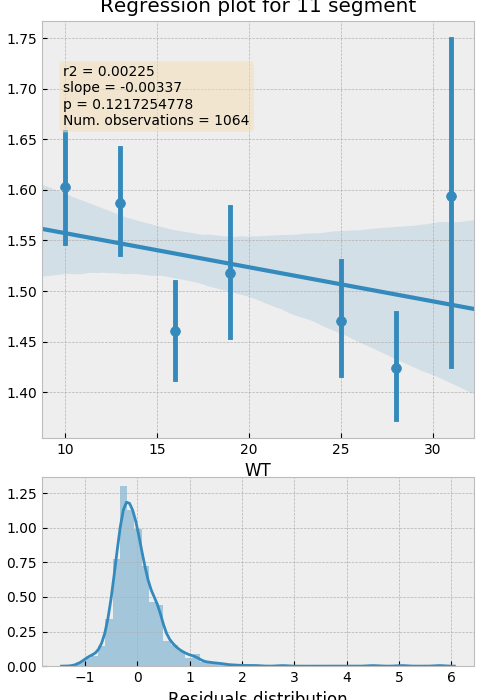 Regression plot for 11 segment
1.75
1.70
1.65
1.60
1.55
1.50
1.45
1.40
r2 = 0.00225
slope = -0.00337
p = 0.1217254778
Num. observations = 1064
10 15 20 25 30
WT
1.25
1.00
0.75
0.50
0.25
0.00
−1 0 1 2 3 4 5 6
Residuals distribution